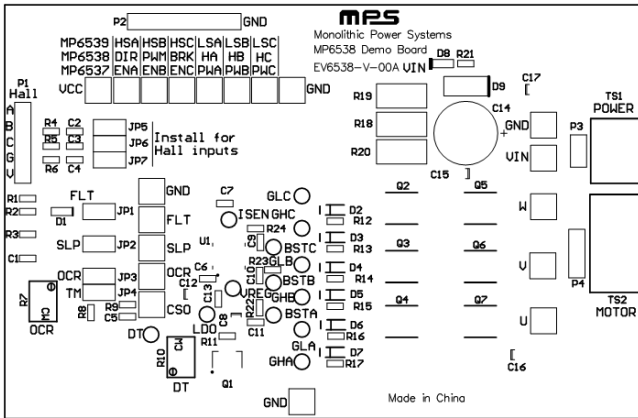 P2
GND
MPS
Monolithic Power Systems
MP6538 Demo Board
EV6538-V-00A
MP6539 HSA HSB HSC LSA LSB LSC
MP6538 DIR PWM BRK HA HB HC
MP6537 ENA ENB ENC PWA PWB PWC
VCC
GND
VIN
D8
R21
D9
C17
C14
+
R19
R18
R20
C15
TS1
POWER
P3
GND
VIN
P1
Hall
A
B
C
G
V
R4
C2
R5
C3
R6
C4
JP5
JP6
JP7
Install for
Hall inputs
R1
R2
R3
C1
FLT
D1
JP1
SLP
JP2
OCR
JP3
TM
JP4
GND
FLT
SLP
OCR
CSO
C7
ISEN
U1
C6
C12
C13
VREG
LDO
C8
R11
GLC
GHC
R24
C9
BSTC
GLB
R23
C10
BSTB
GHB
R22
BSTA
C11
GLA
GHA
D2
R12
D3
R13
D4
R14
D5
R15
D6
R16
D7
R17
Q2
Q5
Q3
Q6
Q4
Q7
W
V
U
P4
TS2
MOTOR
C16
R7
CW
OCR
R8
R9
C5
DT
R10
CW
DT
Q1
GND
Made in China